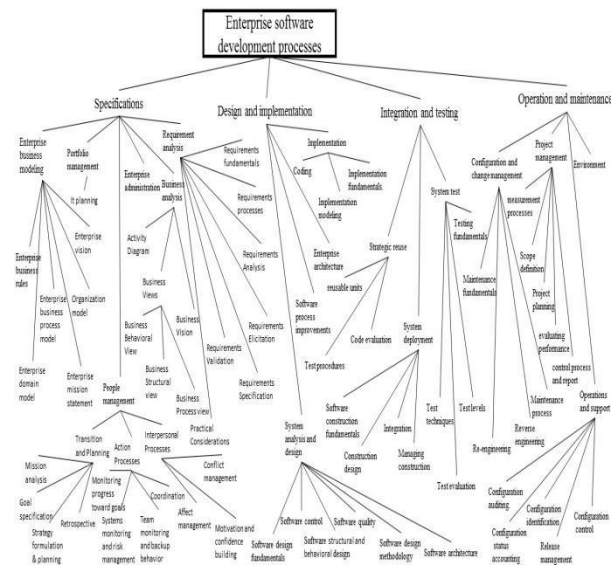 Enterprise software
development processes
Specifications
Design and implementation
Integration and testing
Operation and maintenance
Enterprise
business
modeling
Portfolio
management
It planning
Enterprise
administration
Requirement
analysis
Business
analysis
Requirements
fundamentals
Requirements
processes
Requirements
Analysis
Requirements
Elicitation
Requirements
Validation
Requirements
Specification
Practical
Considerations
Implementation
Coding
Implementation
fundamentals
Implementation
modeling
Enterprise
architecture
Software
process
improvements
System
analysis and
design
Strategic reuse
reusable units
Code evaluation
Test procedures
System test
Testing
fundamentals
Test
techniques
Test levels
Test evaluation
System
deployment
Software
construction
fundamentals
Construction
design
Integration
Managing
construction
Configuration and
change management
Maintenance
fundamentals
Maintenance
process
Reverse
engineering
Re-engineering
Project
management
measurement
processes
Scope
definition
Project
planning
evaluating
performance
control process
and report
Environment
Operations
and support
Configuration
auditing
Configuration
status
accounting
Configuration
identification
Release
management
Configuration
control
Enterprise
vision
Enterprise
business
rules
Enterprise
business
process
model
Organization
model
Enterprise
domain
model
Enterprise
mission
statement
Activity
Diagram
Business
Views
Business
Behavioral
View
Business
Vision
Business
Structural
view
Business
Process view
People
management
Transition
and Planning
Action
Processes
Interpersonal
Processes
Mission
analysis
Goal
specification
Strategy
formulation
& planning
Retrospective
Monitoring
progress
toward goals
Systems
monitoring
and risk
management
Team
monitoring
and backup
behavior
Coordination
Conflict
management
Affect
management
Motivation and
confidence
building
Software control
Software quality
Software design
fundamentals
Software structural and
behavioral design
Software design
methodology
Software architecture